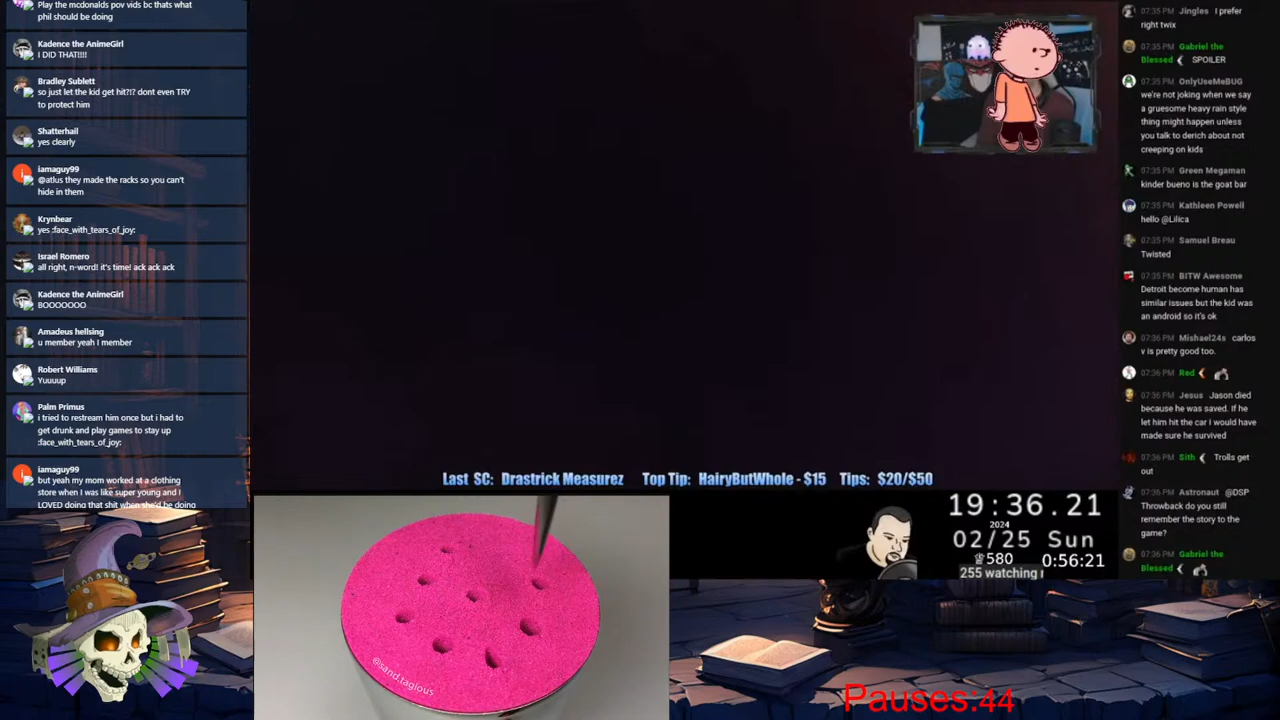 Play the mcdonalds pov vids bc thats what
phil should be doing
Kadence the AnimeGirl
I DID THAT!!!!
Bradley Sublett
so just let the kid get hit?!? dont even TRY
to protect him
Shatterhail
yes clearly
iamaguy99
@atlus they made the racks so you can't
hide in them
Krynbear
yes :face_with_tears_of_joy:
Israel Romero
all right, n-word! it's time! ack ack ack
Kadence the AnimeGirl
BOOOOOOO
Amadeus hellsing
u member yeah I member
Robert Williams
Yuuuup
Palm Primus
i tried to restream him once but i had to
get drunk and play games to stay up
:face_with_tears_of_joy:
iamaguy99
but yeah my mom worked at a clothing
store when I was like super young and I
LOVED doing that shit when she'd be doing
Last SC: Drastrick Measurez Top Tip: HairyButWhole - $15 Tips: $20/$50
@sand.tagious
19:36.21
2024
02/25 Sun
580 0:56:21
255 watching
Pauses:44
07:35 PM Jingles I prefer
right twix
07:35 PM Gabriel the
Blessed SPOILER
07:35 PM OnlyUseMeBUG
we're not joking when we say
a gruesome heavy rain style
thing might happen unless
you talk to derich about not
creeping on kids
07:35 PM Green Megaman
kinder bueno is the goat bar
07:35 PM Kathleen Powell
hello @Lilica
07:35 PM Samuel Breau
Twisted
07:35 PM BITW Awesome
Detroit become human has
similar issues but the kid was
an android so it's ok
07:36 PM Mishael24s carlos
v is pretty good too.
07:36 PM Red
07:36 PM Jesus Jason died
because he was saved. If he
let him hit the car I would have
made sure he survived
07:36 PM Sith Trolls get
out
07:36 PM Astronaut @DSP
Throwback do you still
remember the story to the
game?
07:36 PM Gabriel the
Blessed